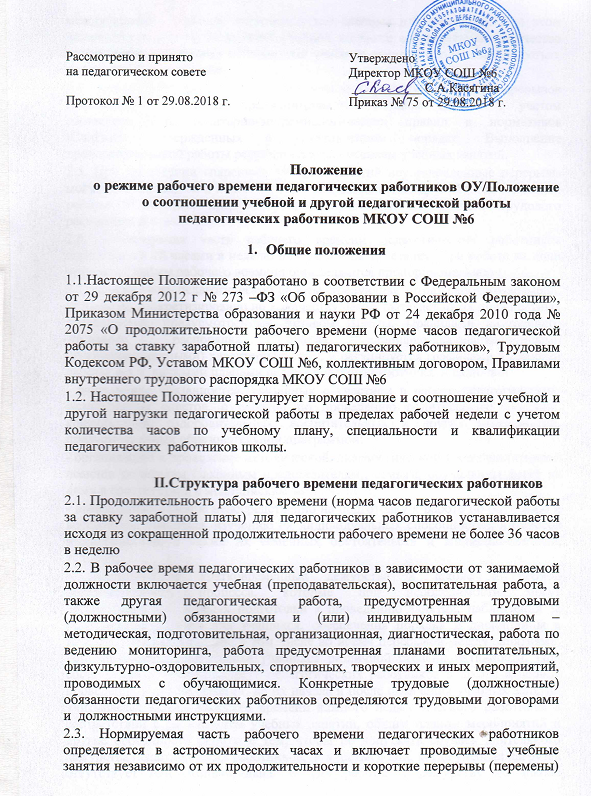 Рассмотрено и принято
на педагогическом совете
Протокол № 1 от 29.08.2018 г.
Утверждено
Директор МКОУ СОШ №6
С.А.Касягина
Приказ № 75 от 29.08.2018 г.
МКОУ
СОШ №6
Положение
о режиме рабочего времени педагогических работников ОУ/Положение
о соотношении учебной и другой педагогической работы
педагогических работников МКОУ СОШ №6
1. Общие положения
1.1.Настоящее Положение разработано в соответствии с Федеральным законом
от 29 декабря 2012 г № 273 –ФЗ «Об образовании в Российской Федерации»,
Приказом Министерства образования и науки РФ от 24 декабря 2010 года №
2075 «О продолжительности рабочего времени (норме часов педагогической
работы за ставку заработной платы) педагогических работников», Трудовым
Кодексом РФ, Уставом МКОУ СОШ №6, коллективным договором, Правилами
внутреннего трудового распорядка МКОУ СОШ №6
1.2. Настоящее Положение регулирует нормирование и соотношение учебной и
другой нагрузки педагогической работы в пределах рабочей недели с учетом
количества часов по учебному плану, специальности и квалификации
педагогических работников школы.
II.Структура рабочего времени педагогических работников
2.1. Продолжительность рабочего времени (норма часов педагогической работы
за ставку заработной платы) для педагогических работников устанавливается
исходя из сокращенной продолжительности рабочего времени не более 36 часов
в неделю
2.2. В рабочее время педагогических работников в зависимости от занимаемой
должности включается учебная (преподавательская), воспитательная работа, а
также другая педагогическая работа, предусмотренная трудовыми
(должностными) обязанностями и (или) индивидуальным планом –
методическая, подготовительная, организационная, диагностическая, работа по
ведению мониторинга, работа предусмотренная планами воспитательных,
физкультурно-оздоровительных, спортивных, творческих и иных мероприятий,
проводимых с обучающимися. Конкретные трудовые (должностные)
обязанности педагогических работников определяются трудовыми договорами
и должностными инструкциями.
2.3. Нормируемая часть рабочего времени педагогических работников
определяется в астрономических часах и включает проводимые учебные
занятия независимо от их продолжительности и короткие перерывы (перемены)